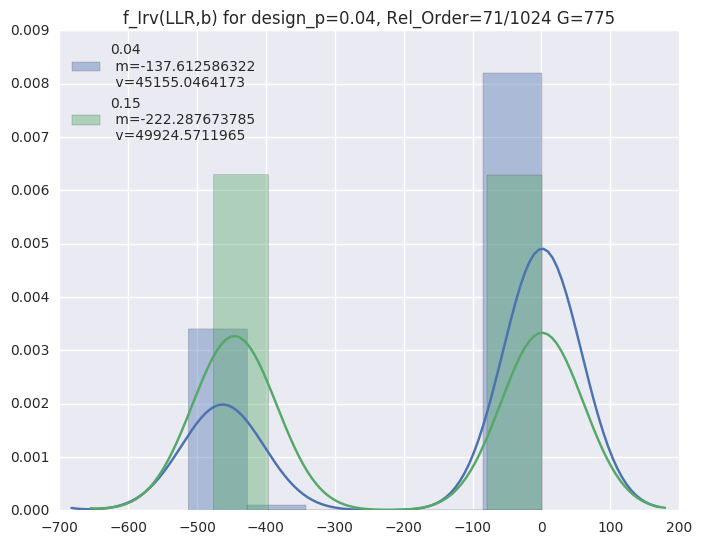 f_Irv(LLR,b) for design_p=0.04, Rel_Order=71/1024 G=775
0.04
m=-137.612586322
v=45155.0464173
0.15
m=-222.287673785
v=49924.5711965
0.009
0.008
0.007
0.006
0.005
0.004
0.003
0.002
0.001
0.000
−700 −600 −500 −400 −300 −200 −100 0 100 200